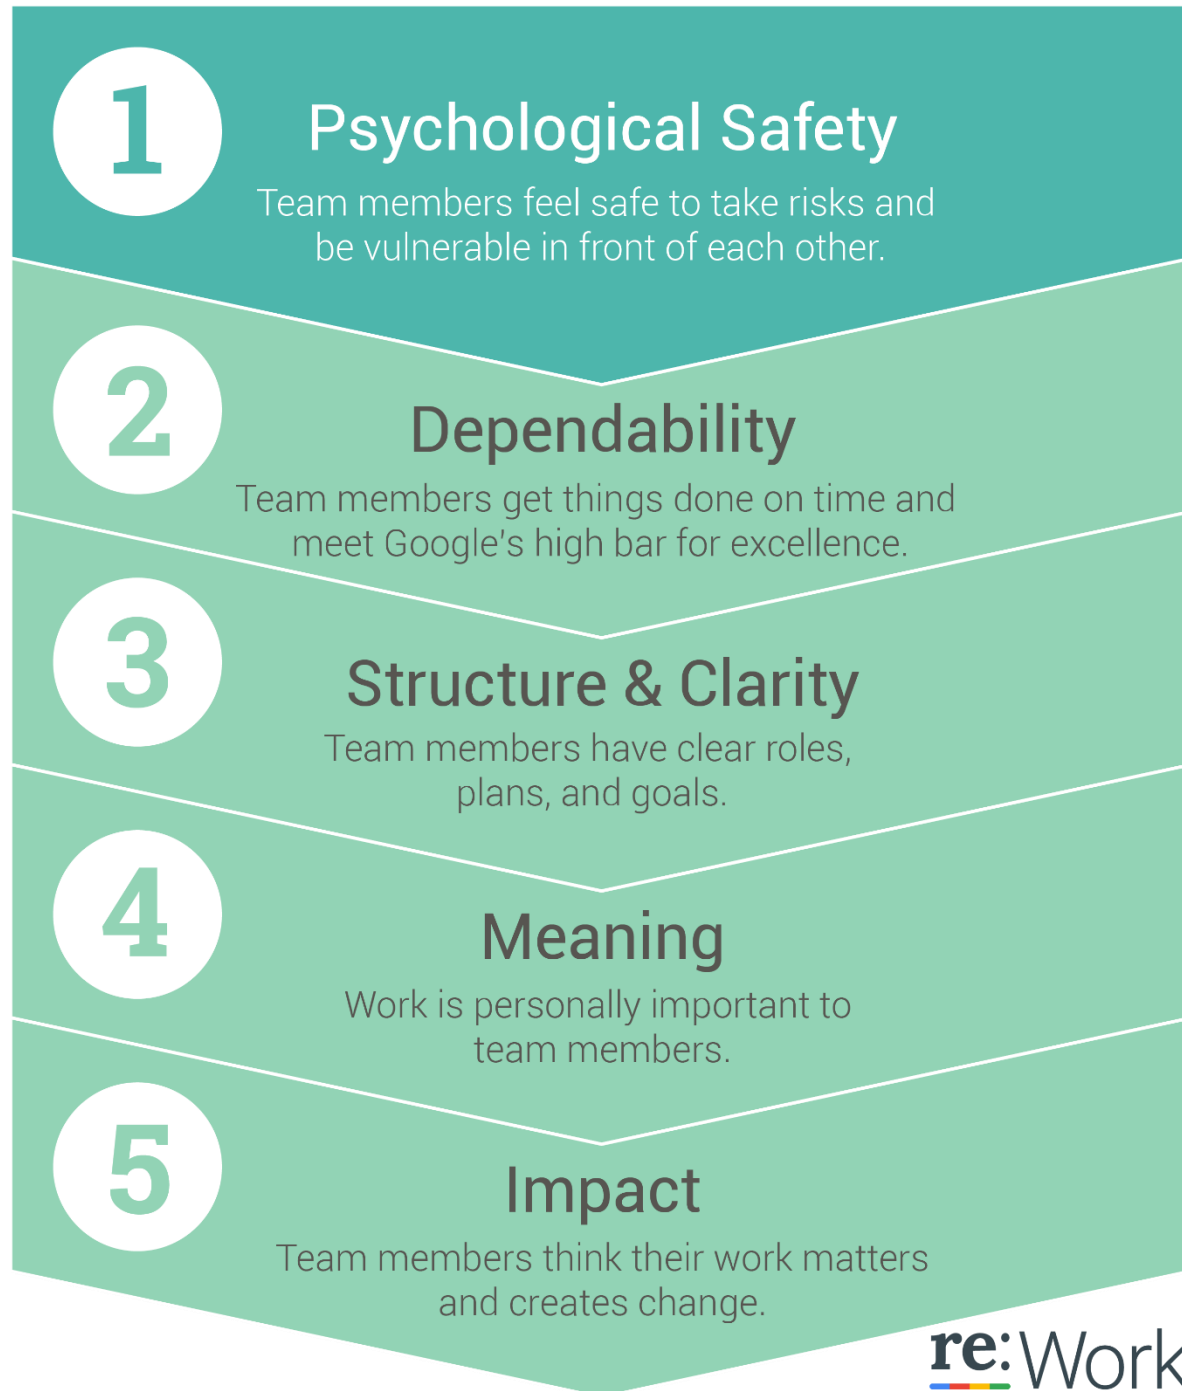 1
Psychological Safety
Team members feel safe to take risks and
be vulnerable in front of each other.
2
Dependability
Team members get things done on time and
meet Google's high bar for excellence.
3
Structure & Clarity
Team members have clear roles,
plans, and goals.
4
Meaning
Work is personally important to
team members.
5
Impact
Team members think their work matters
and creates change.
re:Work